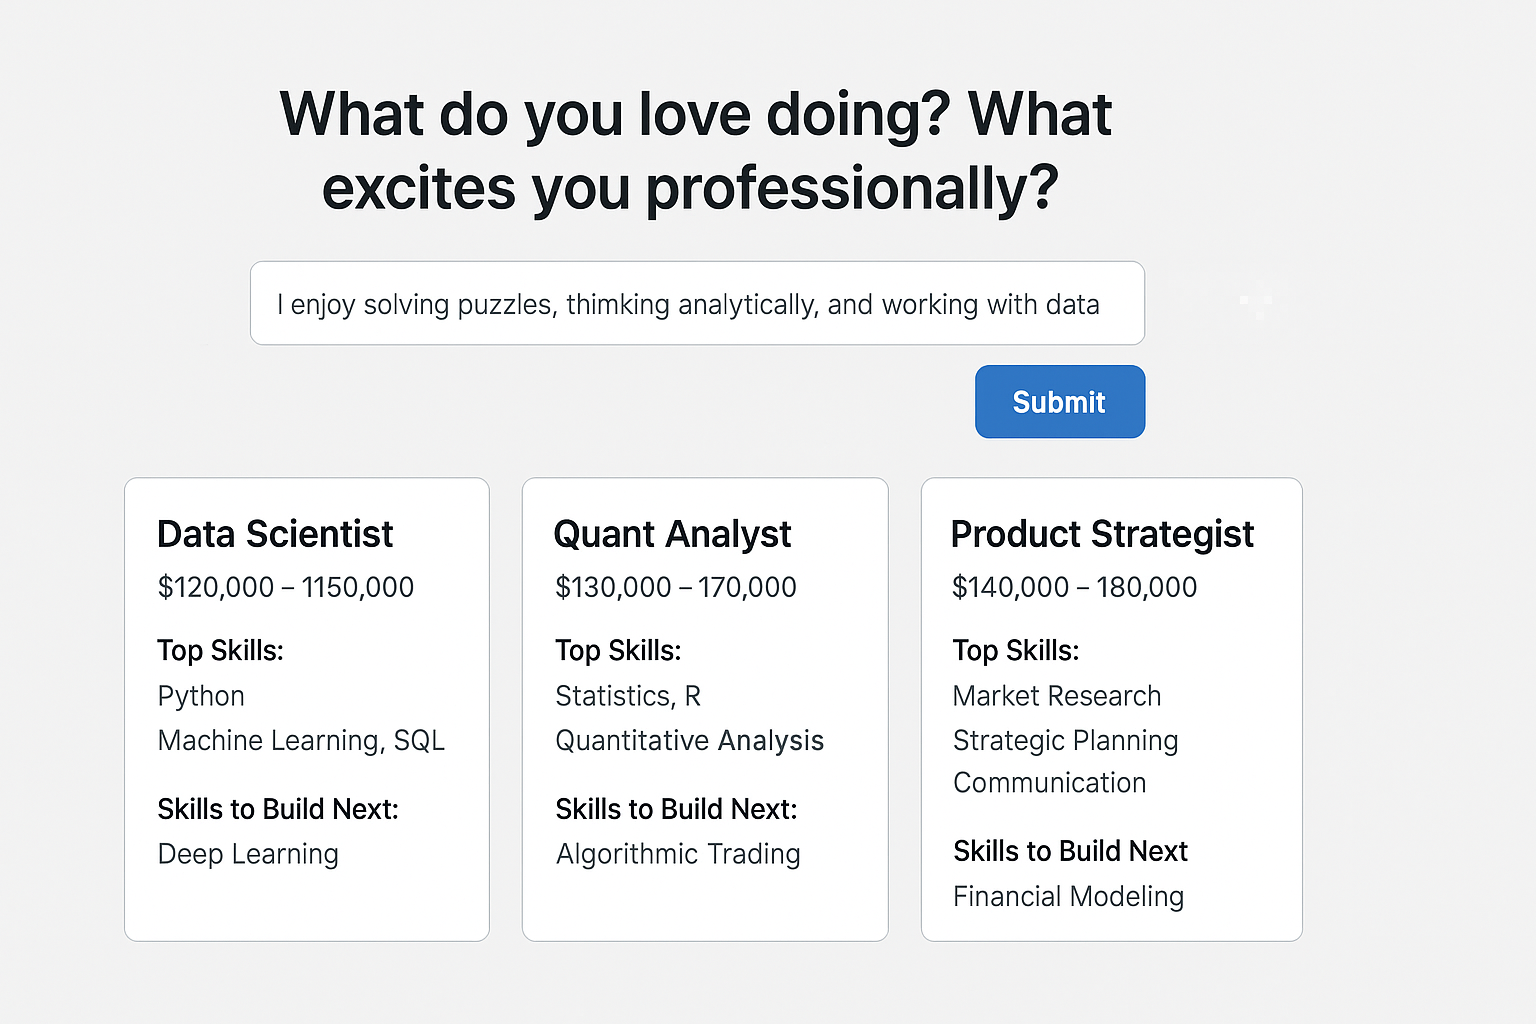 What do you love doing? What
excites you professionally?
I enjoy solving puzzles, thimking analytically, and working with data
Submit
Data Scientist
$120,000 – 1150,000
Top Skills:
Python
Machine Learning, SQL
Skills to Build Next:
Deep Learning
Quant Analyst
$130,000 – 170,000
Top Skills:
Statistics, R
Quantitative Analysis
Skills to Build Next:
Algorithmic Trading
Product Strategist
$140,000 – 180,000
Top Skills:
Market Research
Strategic Planning
Communication
Skills to Build Next
Financial Modeling